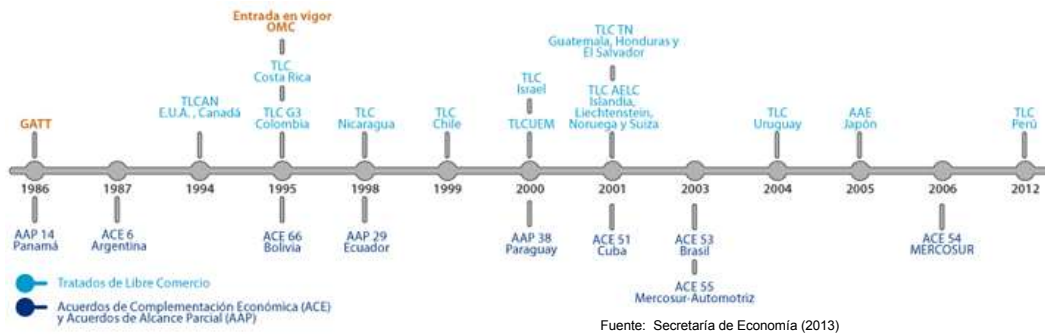 Entrada en vigor
OMC
TLC
Costa Rica
TLC TN
Guatemala, Honduras y
El Salvador
TLC
Israel
GATT
TLCAN
E.U.A. , Canadá
TLC G3
Colombia
TLC
Nicaragua
TLC
Chile
TLCUEM
TLC AELC
Islandia,
Liechtenstein,
Noruega y Suiza
TLC
Uruguay
AAE
Japón
TLC
Perú
1986
1987
1994
1995
1998
1999
2000
2001
2003
2004
2005
2006
2012
AAP 14
Panamá
ACE 6
Argentina
ACE 66
Bolivia
AAP 29
Ecuador
AAP 38
Paraguay
ACE 51
Cuba
ACE 53
Brasil
ACE 55
Mercosur-Automotriz
ACE 54
MERCOSUR
Tratados de Libre Comercio
Acuerdos de Complementación Económica (ACE)
y Acuerdos de Alcance Parcial (AAP)
Fuente: Secretaría de Economía (2013)